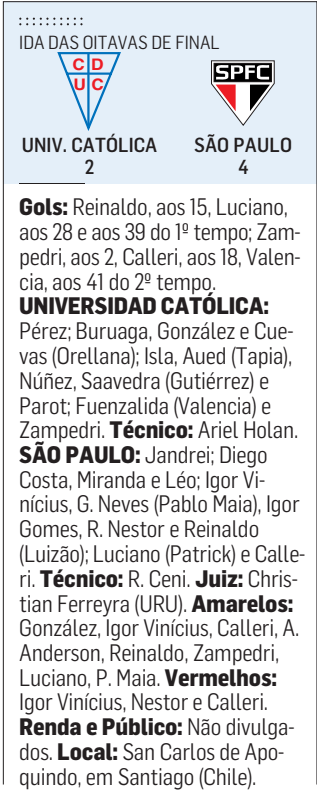 IDA DAS OITAVAS DE FINAL
C D
U C
SPFC
UNIV. CATÓLICA
2
SÃO PAULO
4
Gols: Reinaldo, aos 15, Luciano,
aos 28 e aos 39 do 1º tempo; Zam-
pedri, aos 2, Calleri, aos 18, Valen-
cia, aos 41 do 2º tempo.
UNIVERSIDAD CATÓLICA:
Pérez; Buruaga, González e Cue-
vas (Orellana); Isla, Aued (Tapia),
Núñez, Saavedra (Gutiérrez) e
Parot; Fuenzalida (Valencia) e
Zampedri. Técnico: Ariel Holan.
SÃO PAULO: Jandrei; Diego
Costa, Miranda e Léo; Igor Vi-
nícius, G. Neves (Pablo Maia), Igor
Gomes, R. Nestor e Reinaldo
(Luizão); Luciano (Patrick) e Calle-
ri. Técnico: R. Ceni. Juiz: Chris-
tian Ferreyra (URU). Amarelos:
González, Igor Vinícius, Calleri, A.
Anderson, Reinaldo, Zampedri,
Luciano, P. Maia. Vermelhos:
Igor Vinícius, Nestor e Calleri.
Renda e Público: Não divulga-
dos. Local: San Carlos de Apo-
quindo, em Santiago (Chile).